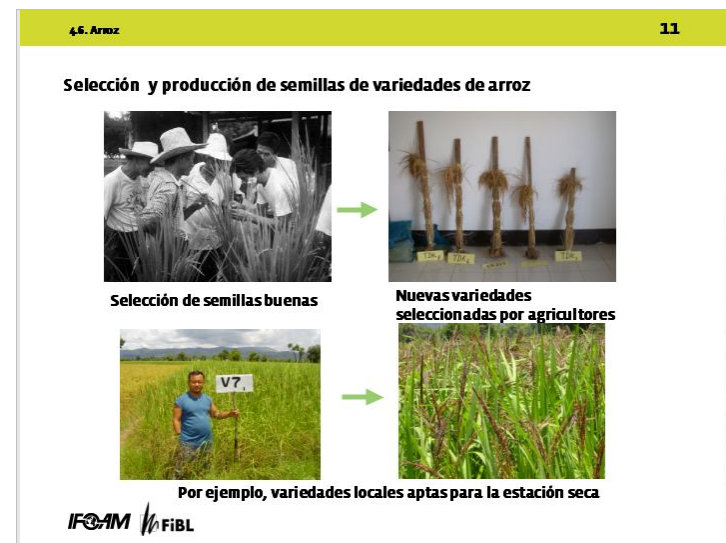 4.6. Arroz
11
Selección y producción de semillas de variedades de arroz
Selección de semillas buenas
Nuevas variedades
seleccionadas por agricultores
V7,
Por ejemplo, variedades locales aptas para la estación seca
IFOAM FiBL